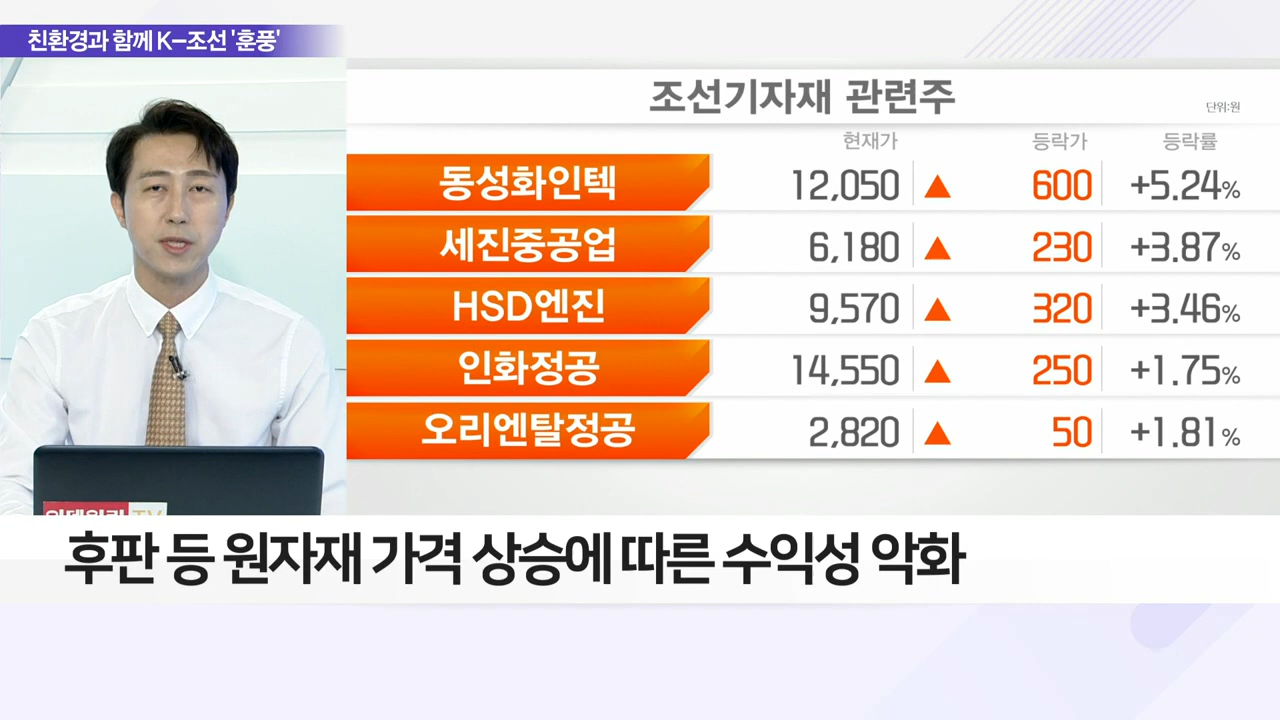 친환경과 함께 K-조선 '훈풍'
조선기자재 관련주
단위:원
현재가 등락가 등락률
동성화인텍 12,050 ▲ 600 +5.24%
세진중공업 6,180 ▲ 230 +3.87%
HSD엔진 9,570 ▲ 320 +3.46%
인화정공 14,550 ▲ 250 +1.75%
오리엔탈정공 2,820 ▲ 50 +1.81%
TV
후판 등 원자재 가격 상승에 따른 수익성 악화